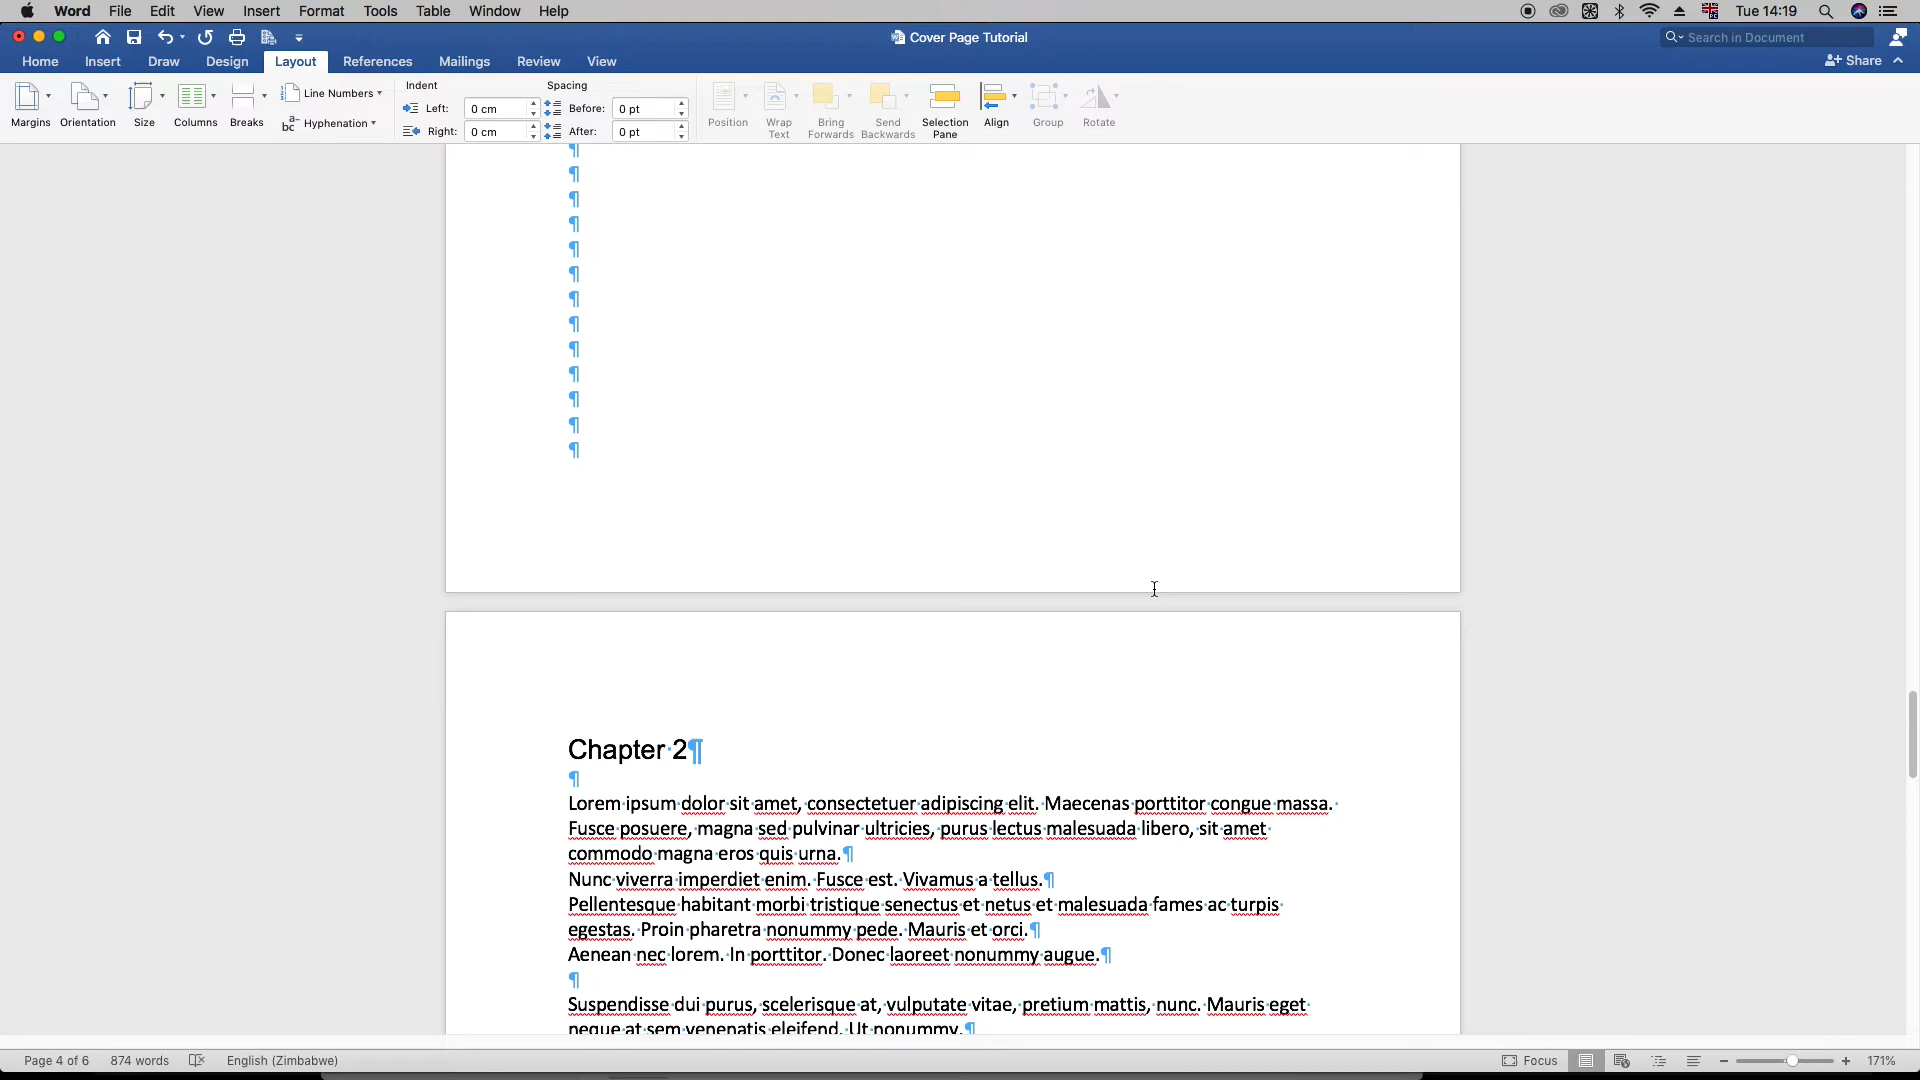 Word File Edit View Insert Format Tools Table Window Help Tue 14:19
Cover Page Tutorial Search in Document
Home Insert Draw Design Layout References Mailings Review View Share
Margins Orientation Size Columns Breaks
Line Numbers
Hyphenation
Indent Spacing
Left: 0 cm Before: 0 pt
Right: 0 cm After: 0 pt
Position Wrap Text Bring Forwards Send Backwards Selection Pane Align Group Rotate
¶
¶
¶
¶
¶
¶
¶
¶
¶
¶
¶
¶
¶
Chapter·2¶
¶
Lorem·ipsum·dolor·sit·amet,·consectetuer·adipiscing·elit.·Maecenas·porttitor·congue·massa.·
Fusce·posuere,·magna·sed·pulvinar·ultricies,·purus·lectus·malesuada·libero,·sit·amet·
commodo·magna·eros·quis·urna.¶
Nunc·viverra·imperdiet·enim.·Fusce·est.·Vivamus·a·tellus.¶
Pellentesque·habitant·morbi·tristique·senectus·et·netus·et·malesuada·fames·ac·turpis·
egestas.·Proin·pharetra·nonummy·pede.·Mauris·et·orci.¶
Aenean·nec·lorem.·In·porttitor.·Donec·laoreet·nonummy·augue.¶
¶
Suspendisse·dui·purus,·scelerisque·at,·vulputate·vitae,·pretium·mattis,·nunc.·Mauris·eget·
neque·at·sem·venenatis·eleifend.·Ut·nonummy.¶
Page 4 of 6 874 words English (Zimbabwe) Focus 171%